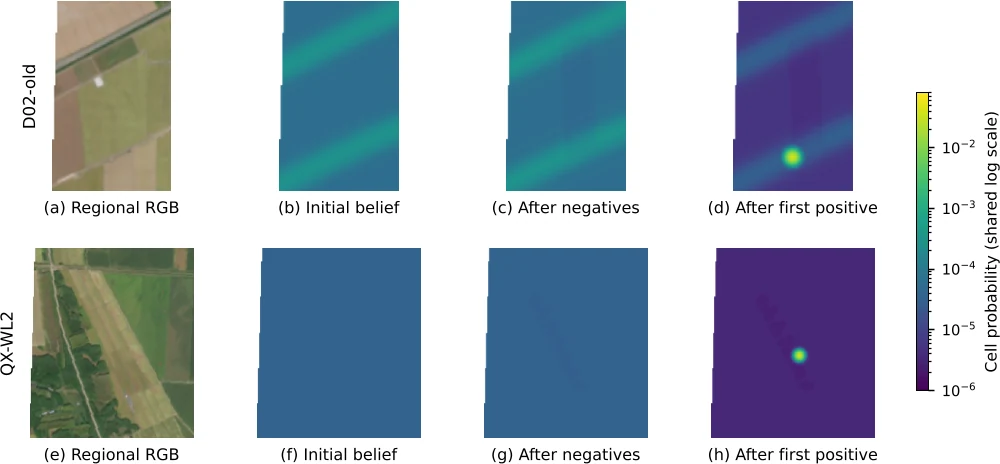 D02-old
(a) Regional RGB
(b) Initial belief
(c) After negatives
(d) After first positive
QX-WL2
(e) Regional RGB
(f) Initial belief
(g) After negatives
(h) After first positive
10⁻²
10⁻³
10⁻⁴
10⁻⁵
10⁻⁶
Cell probability (shared log scale)